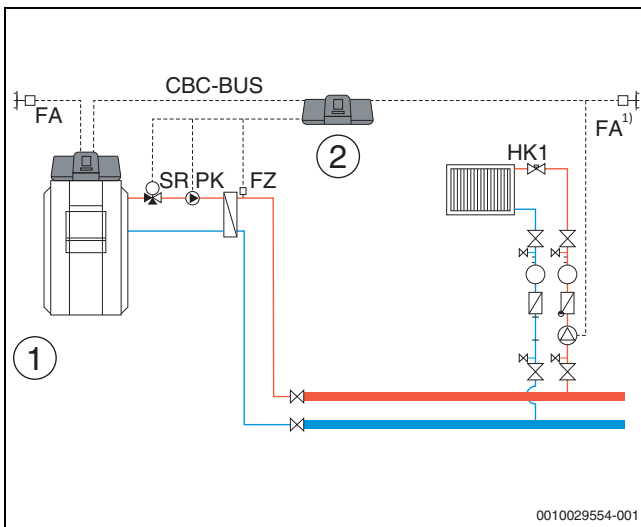 CBC-BUS
FA
FA1)
2
SR PK FZ
HK1
1
0010029554-001